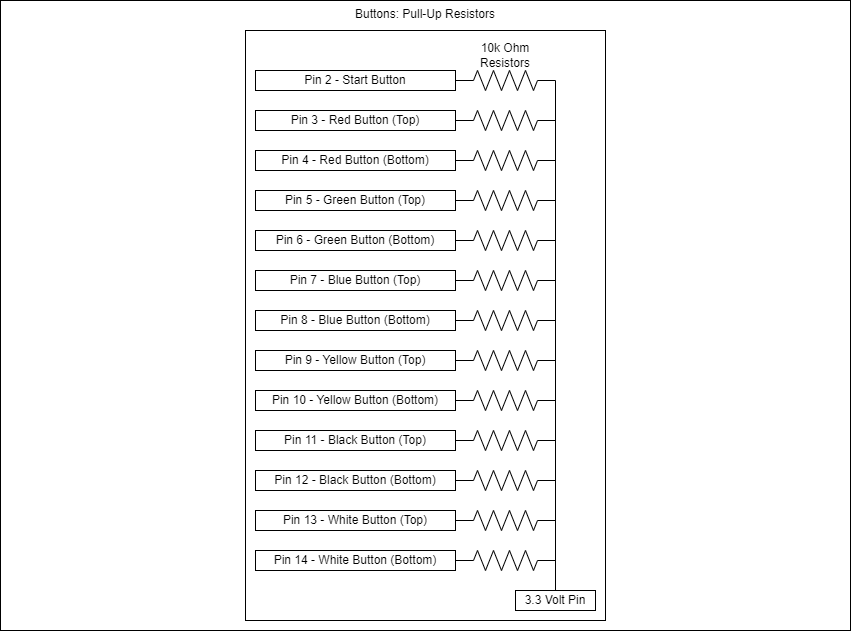 Buttons: Pull-Up Resistors
10k Ohm
Resistors
Pin 2 - Start Button
Pin 3 - Red Button (Top)
Pin 4 - Red Button (Bottom)
Pin 5 - Green Button (Top)
Pin 6 - Green Button (Bottom)
Pin 7 - Blue Button (Top)
Pin 8 - Blue Button (Bottom)
Pin 9 - Yellow Button (Top)
Pin 10 - Yellow Button (Bottom)
Pin 11 - Black Button (Top)
Pin 12 - Black Button (Bottom)
Pin 13 - White Button (Top)
Pin 14 - White Button (Bottom)
3.3 Volt Pin